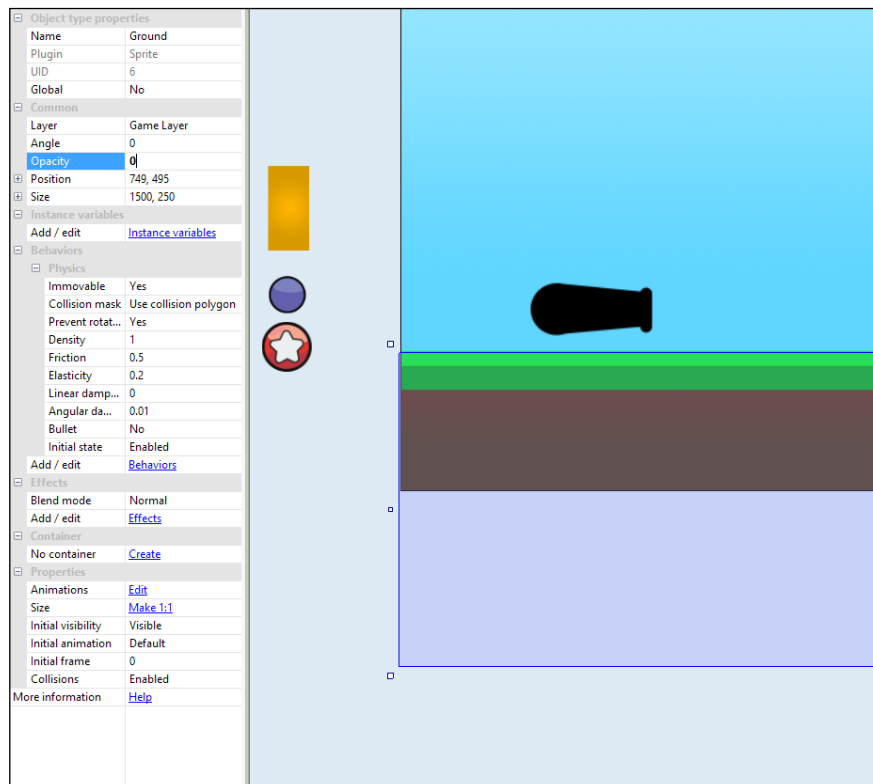 Object type properties
Name Ground
Plugin Sprite
UID 6
Global No
Common
Layer Game Layer
Angle 0
Opacity 0
Position 749, 495
Size 1500, 250
Instance variables
Add / edit Instance variables
Behaviors
Physics
Immovable Yes
Collision mask Use collision polygon
Prevent rotat... Yes
Density 1
Friction 0.5
Elasticity 0.2
Linear damp... 0
Angular da... 0.01
Bullet No
Initial state Enabled
Add / edit Behaviors
Effects
Blend mode Normal
Add / edit Effects
Container
No container Create
Properties
Animations Edit
Size Make 1:1
Initial visibility Visible
Initial animation Default
Initial frame 0
Collisions Enabled
More information Help